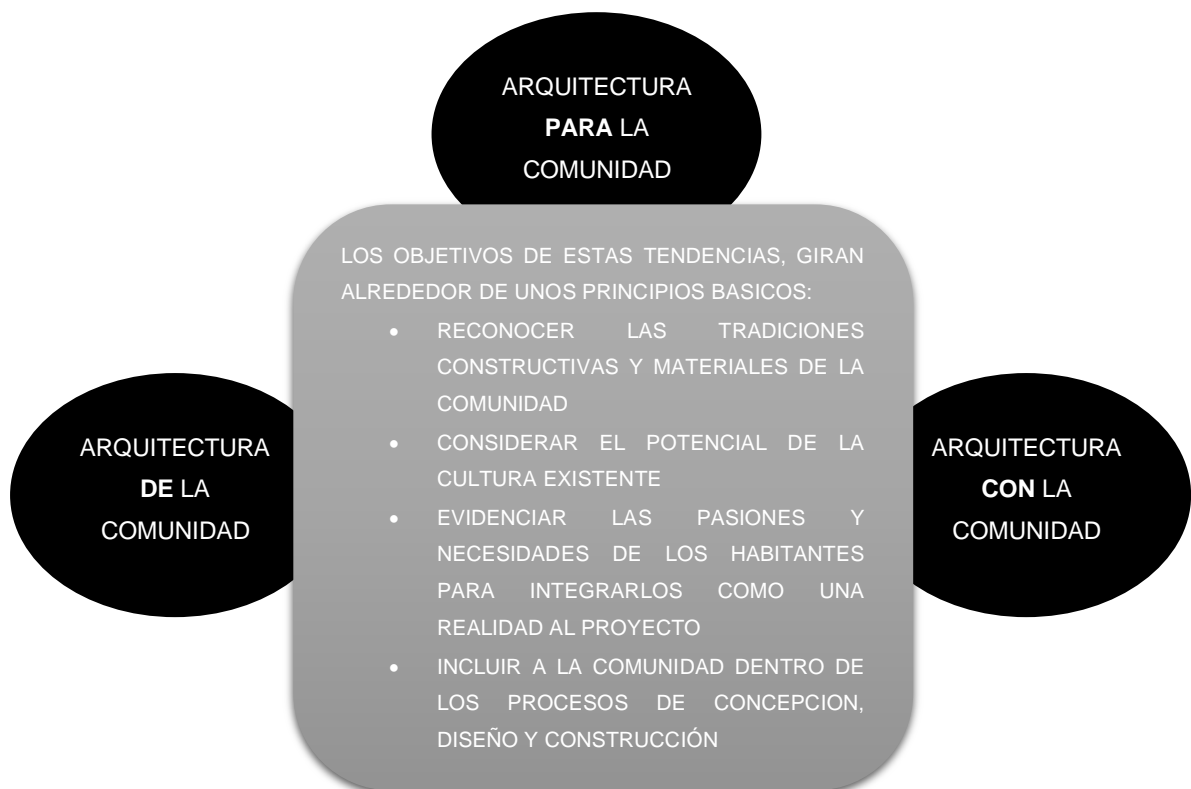 ARQUITECTURA
PARA LA
COMUNIDAD
LOS OBJETIVOS DE ESTAS TENDENCIAS, GIRAN
ALREDEDOR DE UNOS PRINCIPIOS BASICOS:
• RECONOCER LAS TRADICIONES
CONSTRUCTIVAS Y MATERIALES DE LA
COMUNIDAD
• CONSIDERAR EL POTENCIAL DE LA
CULTURA EXISTENTE
• EVIDENCIAR LAS PASIONES Y
NECESIDADES DE LOS HABITANTES
PARA INTEGRARLOS COMO UNA
REALIDAD AL PROYECTO
• INCLUIR A LA COMUNIDAD DENTRO DE
LOS PROCESOS DE CONCEPCION,
DISEÑO Y CONSTRUCCIÓN
ARQUITECTURA
DE LA
COMUNIDAD
ARQUITECTURA
CON LA
COMUNIDAD